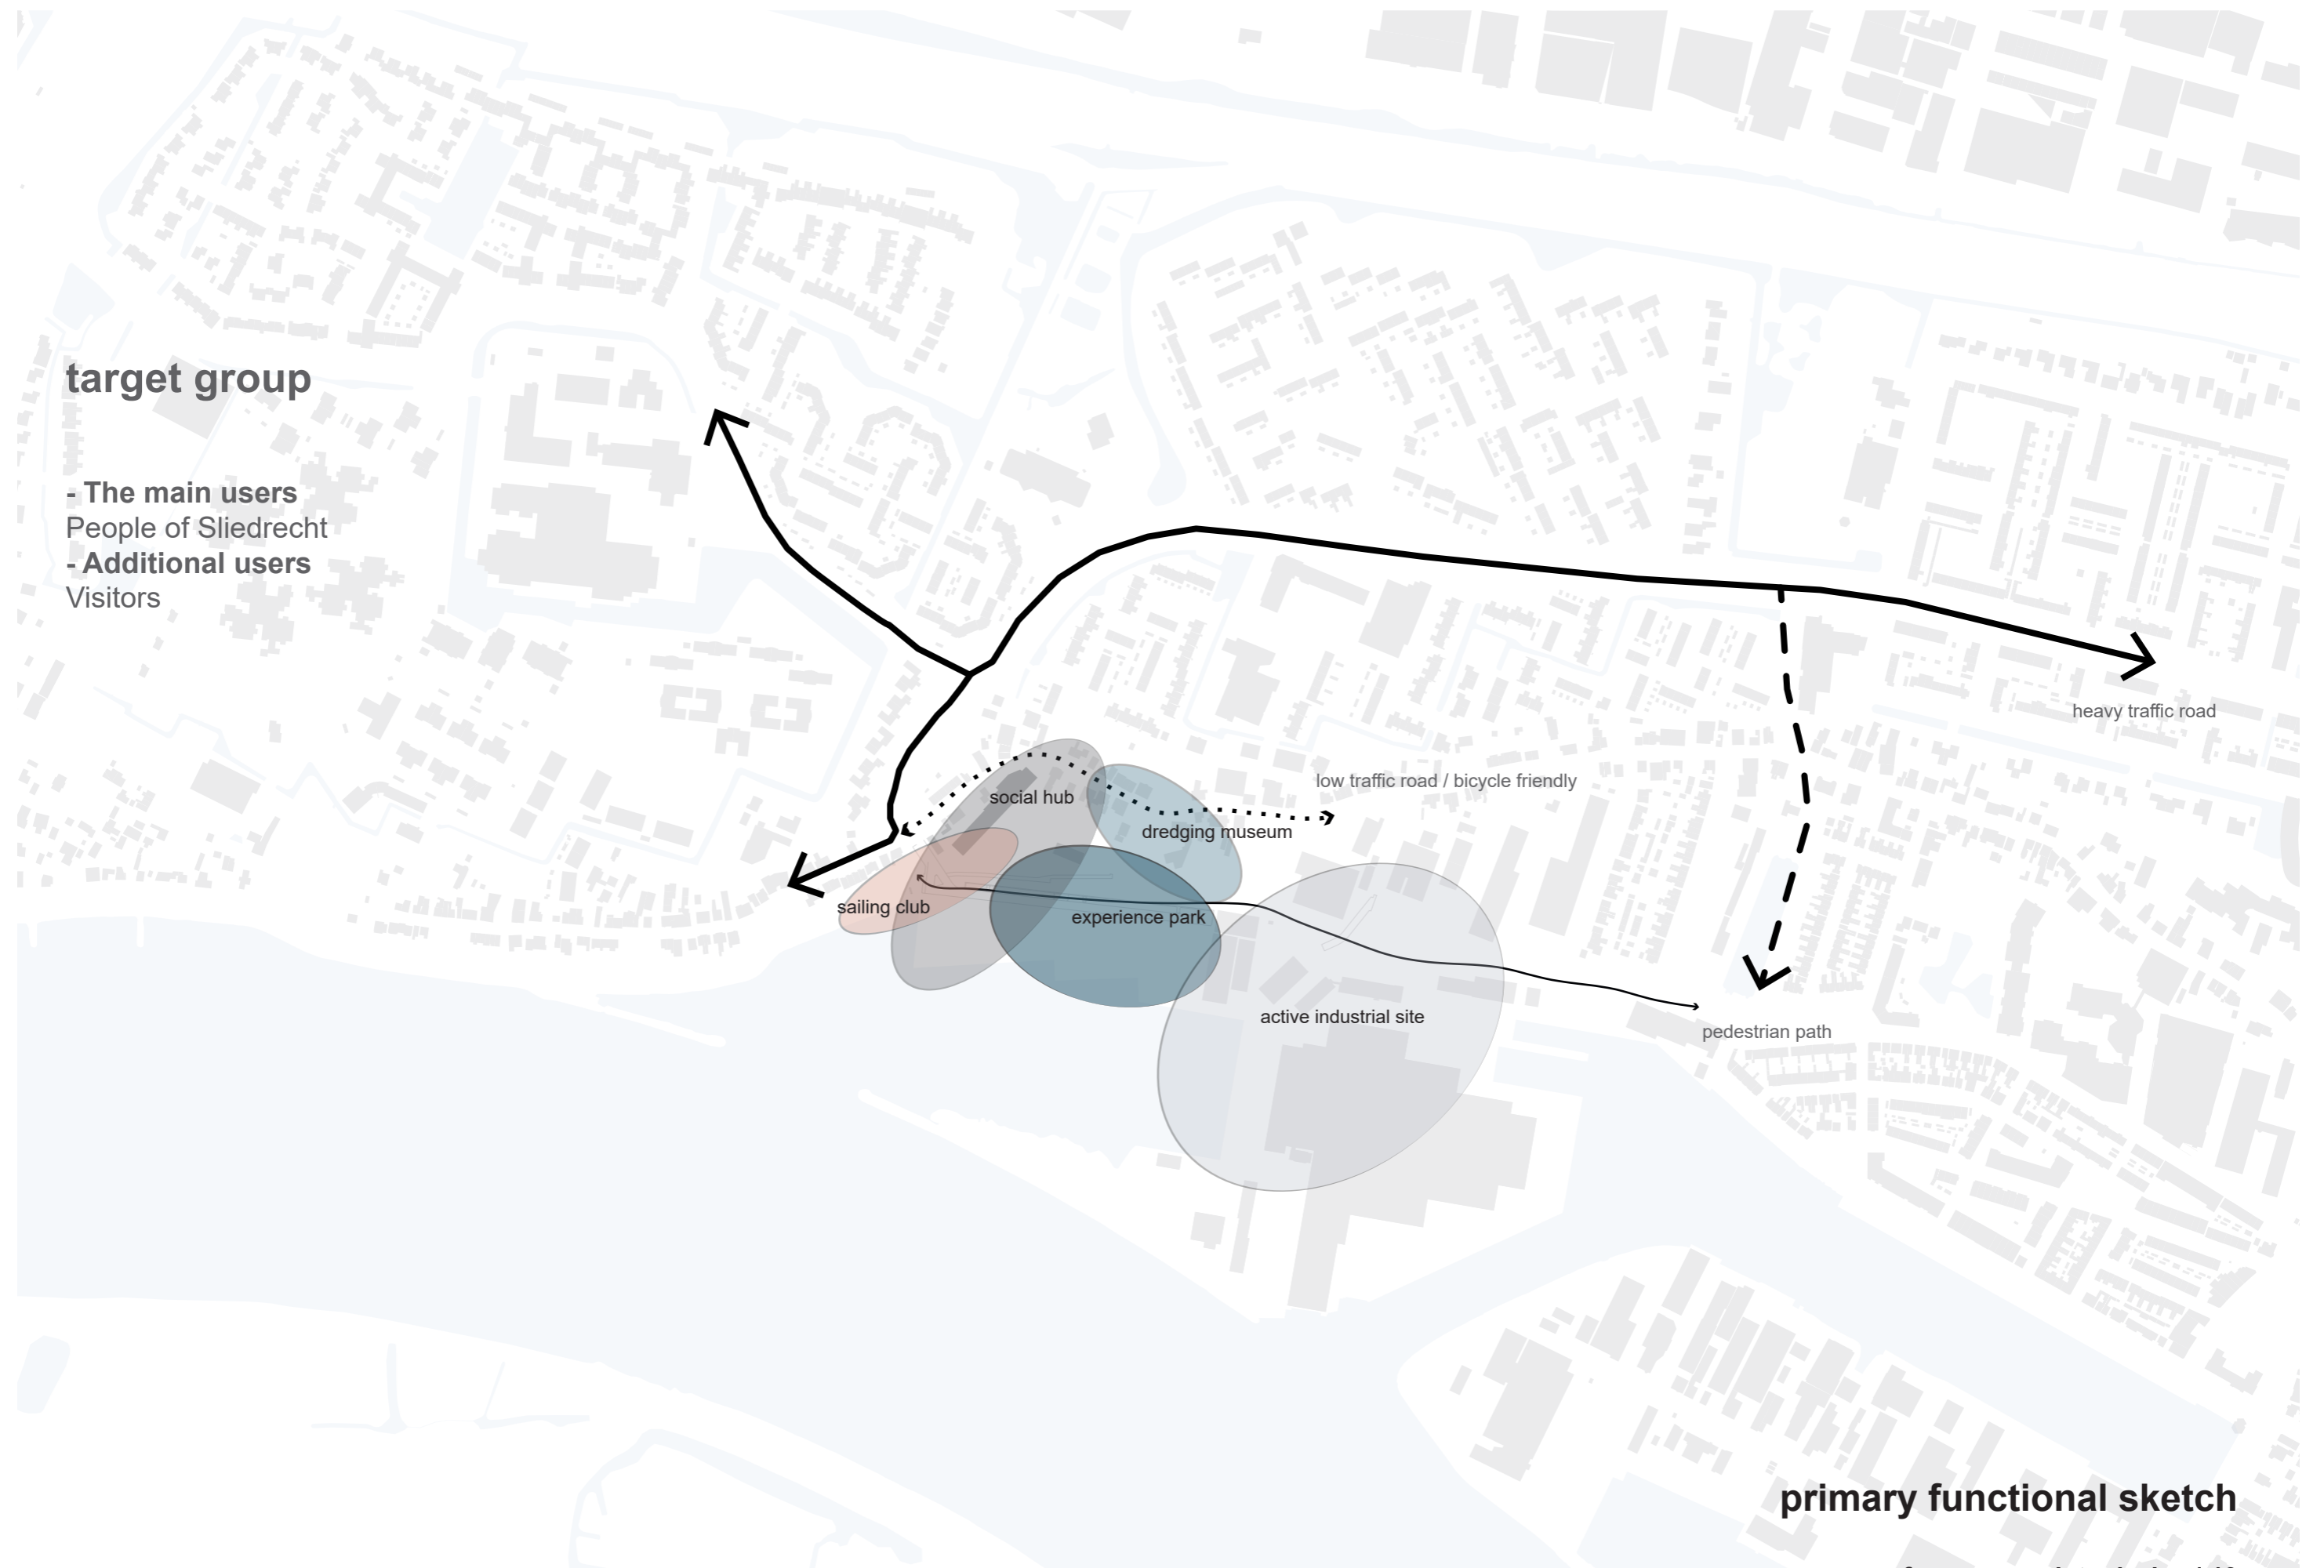 target group
- The main users
People of Sliedrecht
- Additional users
Visitors
heavy traffic road
low traffic road / bicycle friendly
social hub
dredging museum
sailing club
experience park
active industrial site
pedestrian path
primary functional sketch